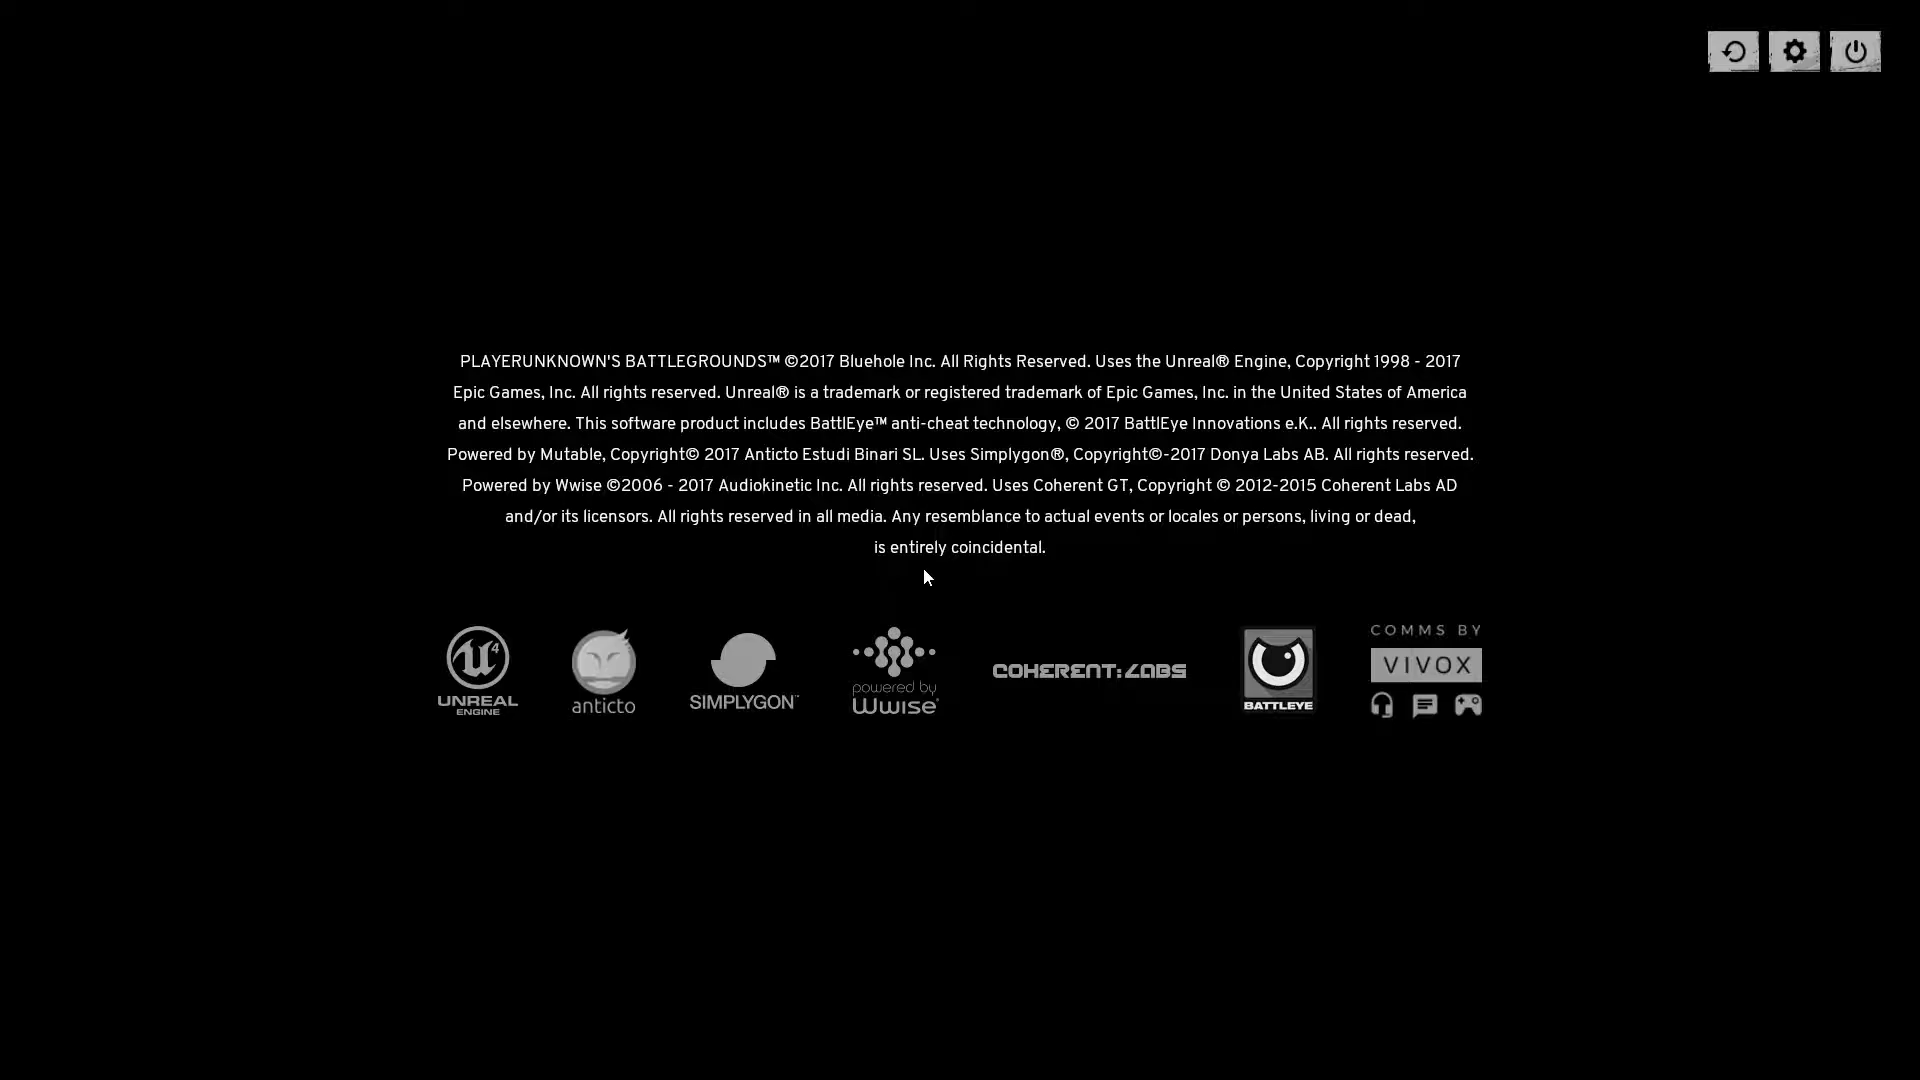 PLAYERUNKNOWN'S BATTLEGROUNDS™ ©2017 Bluehole Inc. All Rights Reserved. Uses the Unreal® Engine, Copyright 1998 - 2017
Epic Games, Inc. All rights reserved. Unreal® is a trademark or registered trademark of Epic Games, Inc. in the United States of America
and elsewhere. This software product includes BattlEye™ anti-cheat technology, © 2017 BattlEye Innovations e.K.. All rights reserved.
Powered by Mutable, Copyright© 2017 Anticto Estudi Binari SL. Uses Simplygon®, Copyright©-2017 Donya Labs AB. All rights reserved.
Powered by Wwise ©2006 - 2017 Audiokinetic Inc. All rights reserved. Uses Coherent GT, Copyright © 2012-2015 Coherent Labs AD
and/or its licensors. All rights reserved in all media. Any resemblance to actual events or locales or persons, living or dead,
is entirely coincidental.
U4
UNREAL
ENGINE
anticto
SIMPLYGON™
powered by
Wwise®
COHERENT:LABS
BATTLEYE
COMMS BY
VIVOX